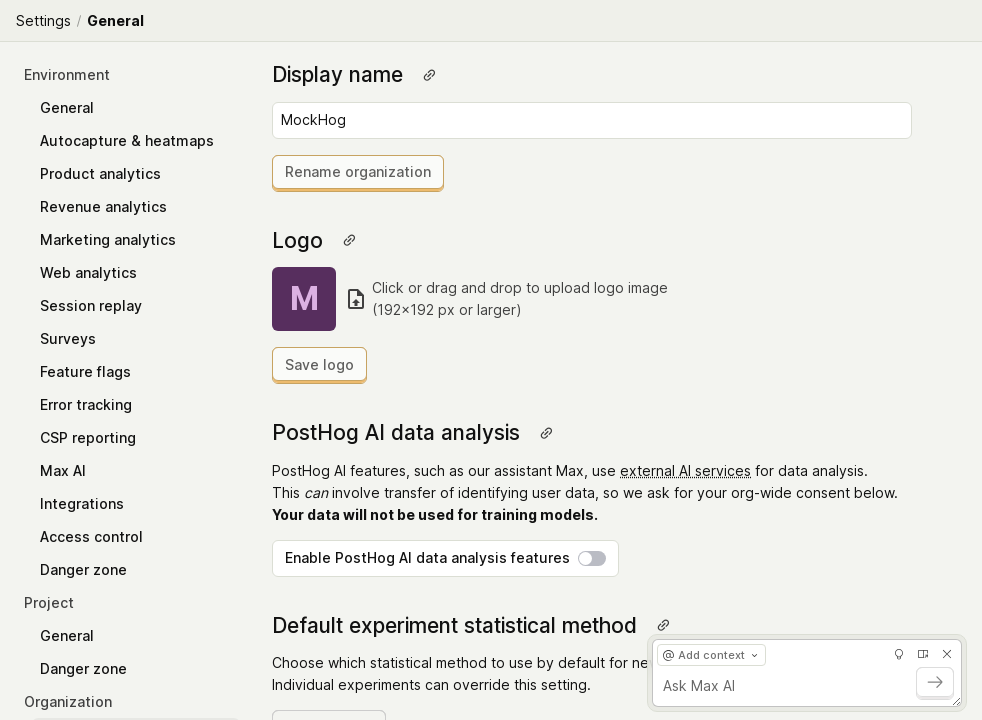 Settings / General
Environment
General
Autocapture & heatmaps
Product analytics
Revenue analytics
Marketing analytics
Web analytics
Session replay
Surveys
Feature flags
Error tracking
CSP reporting
Max AI
Integrations
Access control
Danger zone
Project
General
Danger zone
Organization
Display name
MockHog
Rename organization
Logo
M
Click or drag and drop to upload logo image
(192×192 px or larger)
Save logo
PostHog AI data analysis
PostHog AI features, such as our assistant Max, use external AI services for data analysis.
This can involve transfer of identifying user data, so we ask for your org-wide consent below.
Your data will not be used for training models.
Enable PostHog AI data analysis features
Default experiment statistical method
Choose which statistical method to use by default for
Individual experiments can override this setting.
@ Add context
Ask Max AI